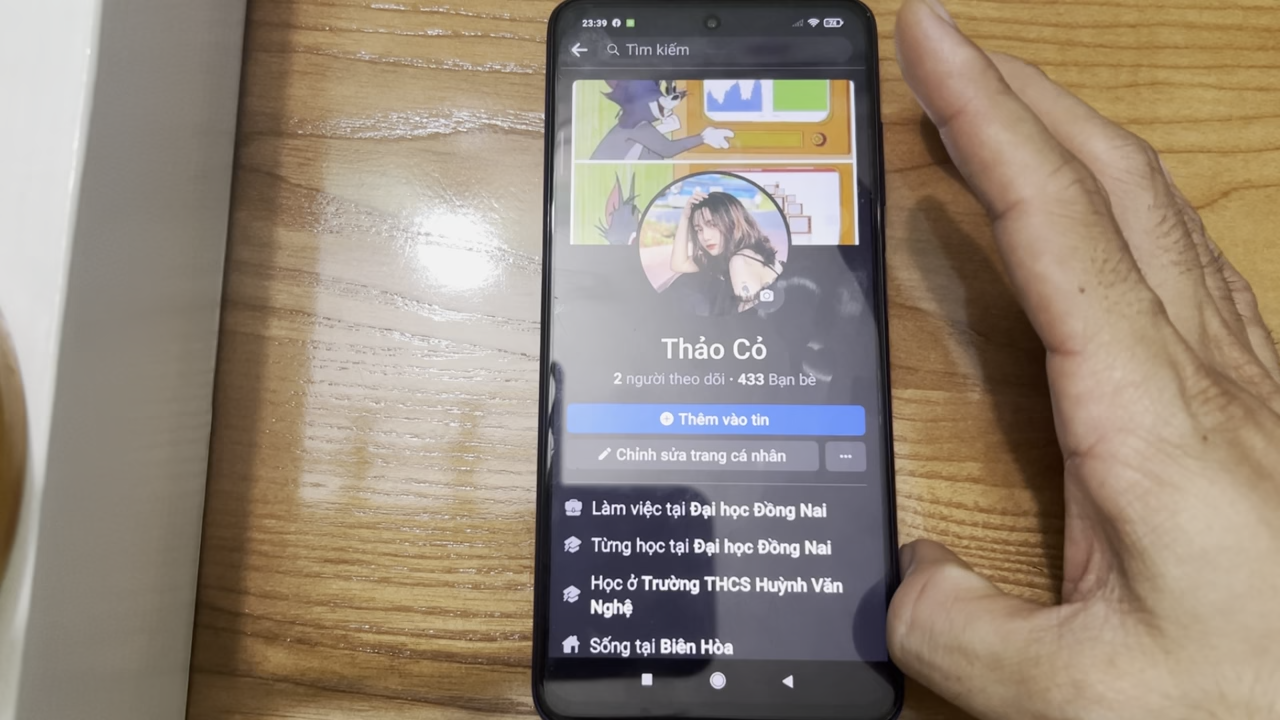 23:39
Tìm kiếm
Thảo Cỏ
2 người theo dõi · 433 Bạn bè
Thêm vào tin
Chỉnh sửa trang cá nhân
Làm việc tại Đại học Đồng Nai
Từng học tại Đại học Đồng Nai
Học ở Trường THCS Huỳnh Văn
Nghệ
Sống tại Biên Hòa